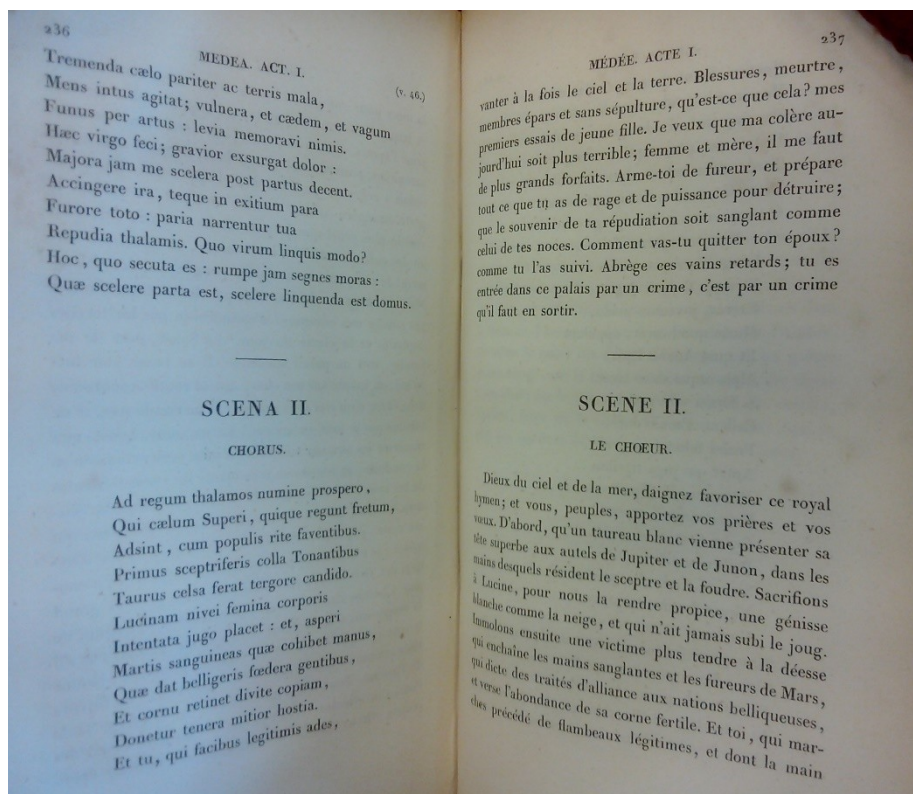 236
MEDEA. ACT. I.
Tremenda cælo pariter ac terris mala, (v. 46.)
Mens intus agitat; vulnera, et cædem, et vagum
Funus per artus : levia memoravi nimis.
Hæc virgo feci; gravior exsurgat dolor :
Majora jam me scelera post partus decent.
Accingere ira, teque in exitium para
Furore toto : paria narrentur tua
Repudia thalamis. Quo virum linquis modo?
Hoc, quo secuta es : rumpe jam segnes moras :
Quæ scelere parta est, scelere linquenda est domus.
SCENA II.
CHORUS.
Ad regum thalamos numine prospero,
Qui cælum Superi, quique regunt fretum,
Adsint, cum populis rite faventibus.
Primus sceptriferis colla Tonantibus
Taurus celsa ferat tergore candido.
Lucinam nivei femina corporis
Intentata jugo placet : et, asperi
Martis sanguineas quæ cohibet manus,
Quæ dat belligeris fœdera gentibus,
Et cornu retinet divite copiam,
Donetur tenera mitior hostia.
Et tu, qui facibus legitimis ades,
237
MÉDÉE. ACTE I.
vanter à la fois le ciel et la terre. Blessures, meurtre,
membres épars et sans sépulture, qu'est-ce que cela? mes
premiers essais de jeune fille. Je veux que ma colère au-
jourd'hui soit plus terrible; femme et mère, il me faut
de plus grands forfaits. Arme-toi de fureur, et prépare
tout ce que tu as de rage et de puissance pour détruire;
que le souvenir de ta répudiation soit sanglant comme
celui de tes noces. Comment vas-tu quitter ton époux?
comme tu l'as suivi. Abrège ces vains retards; tu es
entrée dans ce palais par un crime, c'est par un crime
qu'il faut en sortir.
SCENE II.
LE CHOEUR.
Dieux du ciel et de la mer, daignez favoriser ce royal
hymen; et vous, peuples, apportez vos prières et vos
vœux. D'abord, qu'un taureau blanc vienne présenter sa
tête superbe aux autels de Jupiter et de Junon, dans les
mains desquels résident le sceptre et la foudre. Sacrifions
à Lucine, pour nous la rendre propice, une génisse
blanche comme la neige, et qui n'ait jamais subi le joug.
Immolons ensuite une victime plus tendre à la déesse
qui enchaîne les mains sanglantes et les fureurs de Mars,
qui dicte des traités d'alliance aux nations belliqueuses,
et verse l'abondance de sa corne fertile. Et toi, qui mar-
ches précédé de flambeaux légitimes, et dont la main